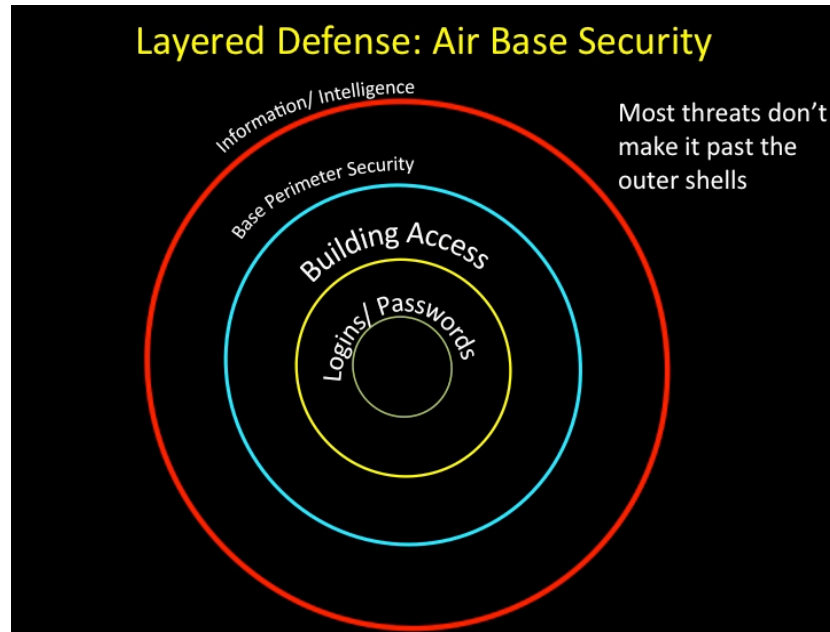 Layered Defense: Air Base Security
Information/ Intelligence
Most threats don't
make it past the
outer shells
Base Perimeter Security
Building Access
Logins/ Passwords